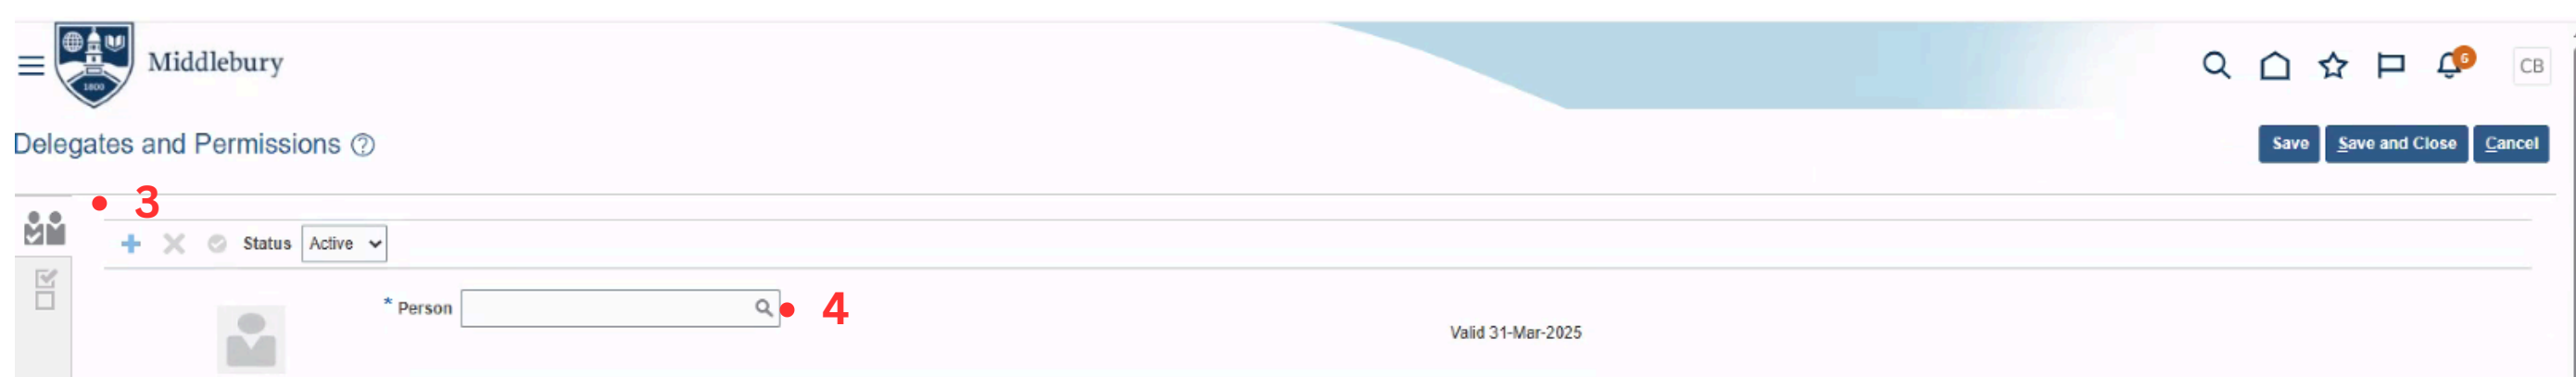 Middlebury
1800
6
CB
Delegates and Permissions ?
Save Save and Close Cancel
3
Status Active
* Person
4
Valid 31-Mar-2025